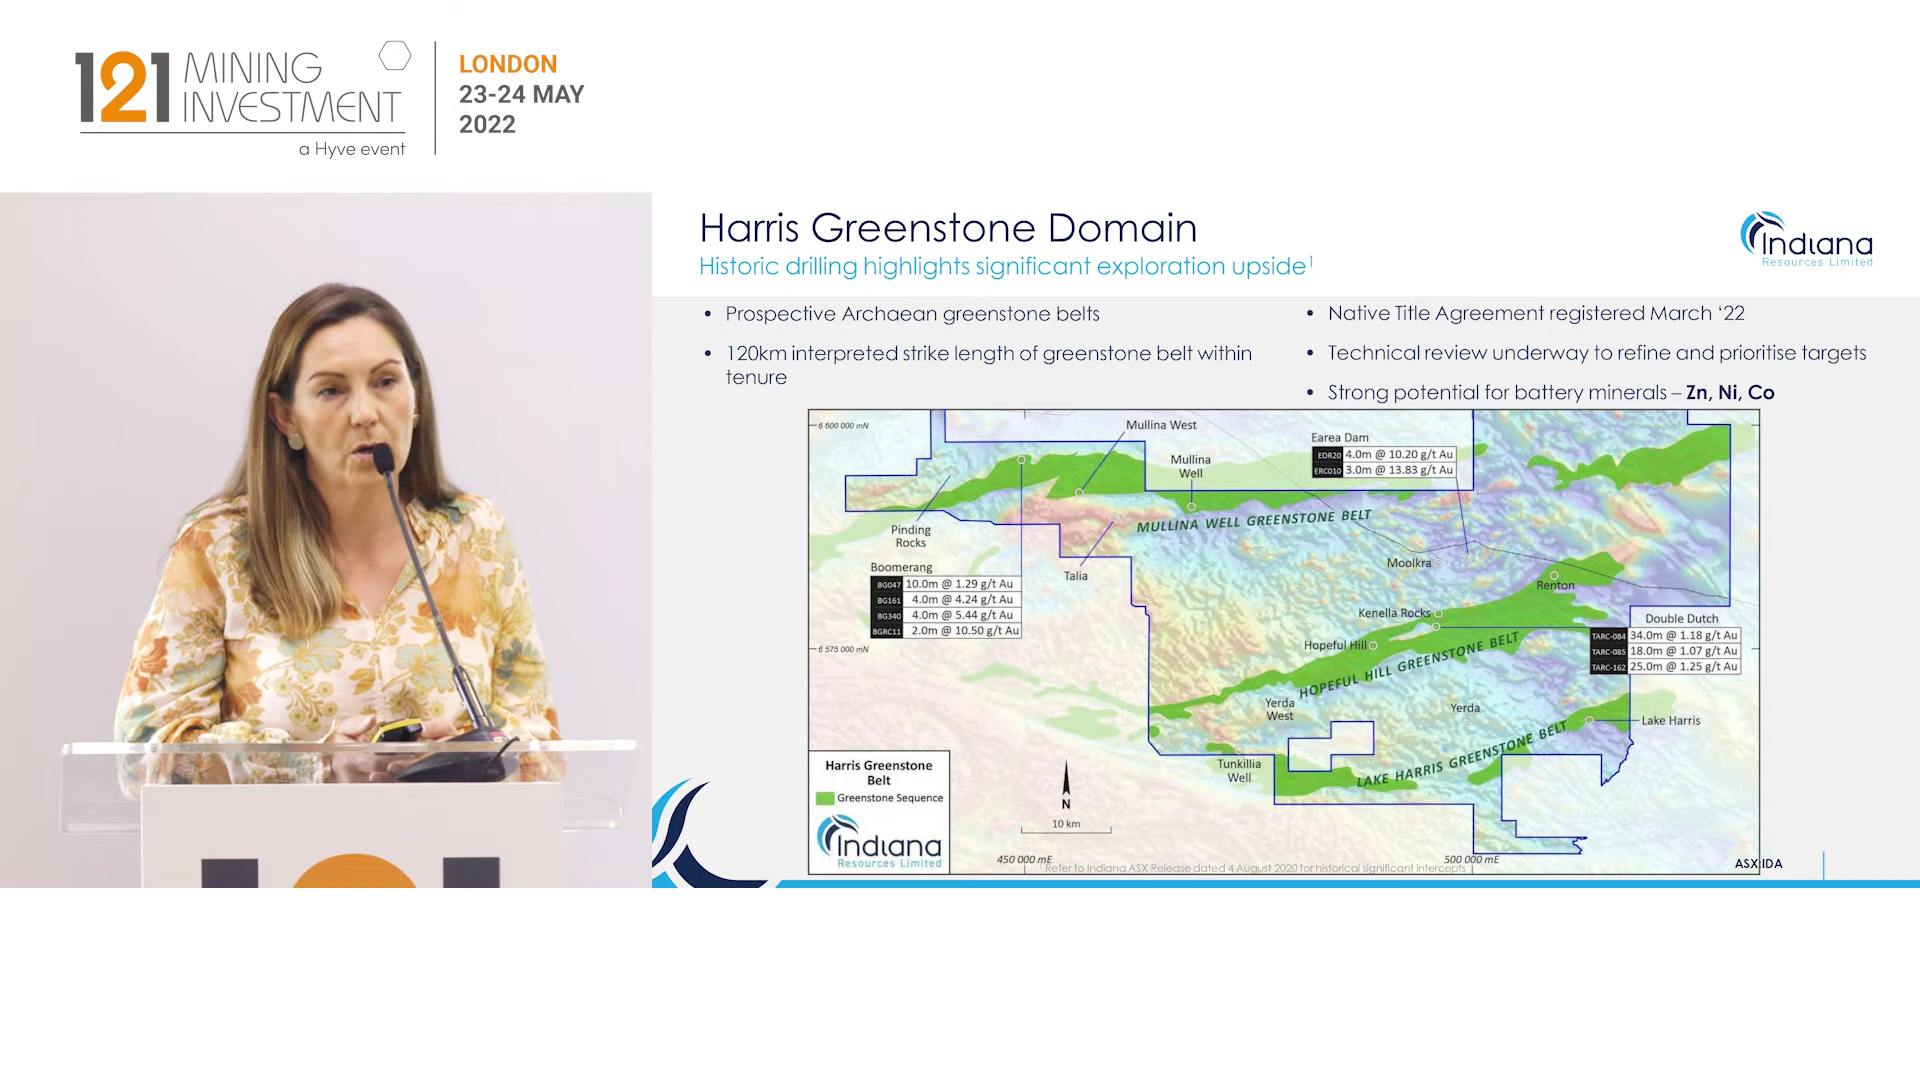 121 MINING
INVESTMENT
a Hyve event
LONDON
23-24 MAY
2022
Harris Greenstone Domain
Historic drilling highlights significant exploration upside¹
Indiana
Resources Limited
• Prospective Archaean greenstone belts
• 120km interpreted strike length of greenstone belt within
tenure
• Native Title Agreement registered March ‘22
• Technical review underway to refine and prioritise targets
• Strong potential for battery minerals – Zn, Ni, Co
6 600 000 mN
Mullina West
Mullina
Well
Earea Dam
EDR20 4.0m @ 10.20 g/t Au
ERC010 3.0m @ 13.83 g/t Au
MULLINA WELL GREENSTONE BELT
Pinding
Rocks
Talia
Boomerang
BG047 10.0m @ 1.29 g/t Au
BG161 4.0m @ 4.24 g/t Au
BG340 4.0m @ 5.44 g/t Au
BGRC11 2.0m @ 10.50 g/t Au
Moolkra
Renton
Kenella Rocks
Hopeful Hill
HOPEFUL HILL GREENSTONE BELT
Double Dutch
TARC-084 34.0m @ 1.18 g/t Au
TARC-085 18.0m @ 1.07 g/t Au
TARC-162 25.0m @ 1.25 g/t Au
6 575 000 mN
Yerda
West
Yerda
Lake Harris
Tunkillia
Well
LAKE HARRIS GREENSTONE BELT
Harris Greenstone
Belt
Greenstone Sequence
Indiana
Resources Limited
N
10 km
450 000 mE
500 000 mE
¹ Refer to Indiana ASX Release dated 4 August 2020 for historical significant intercepts
ASX:IDA